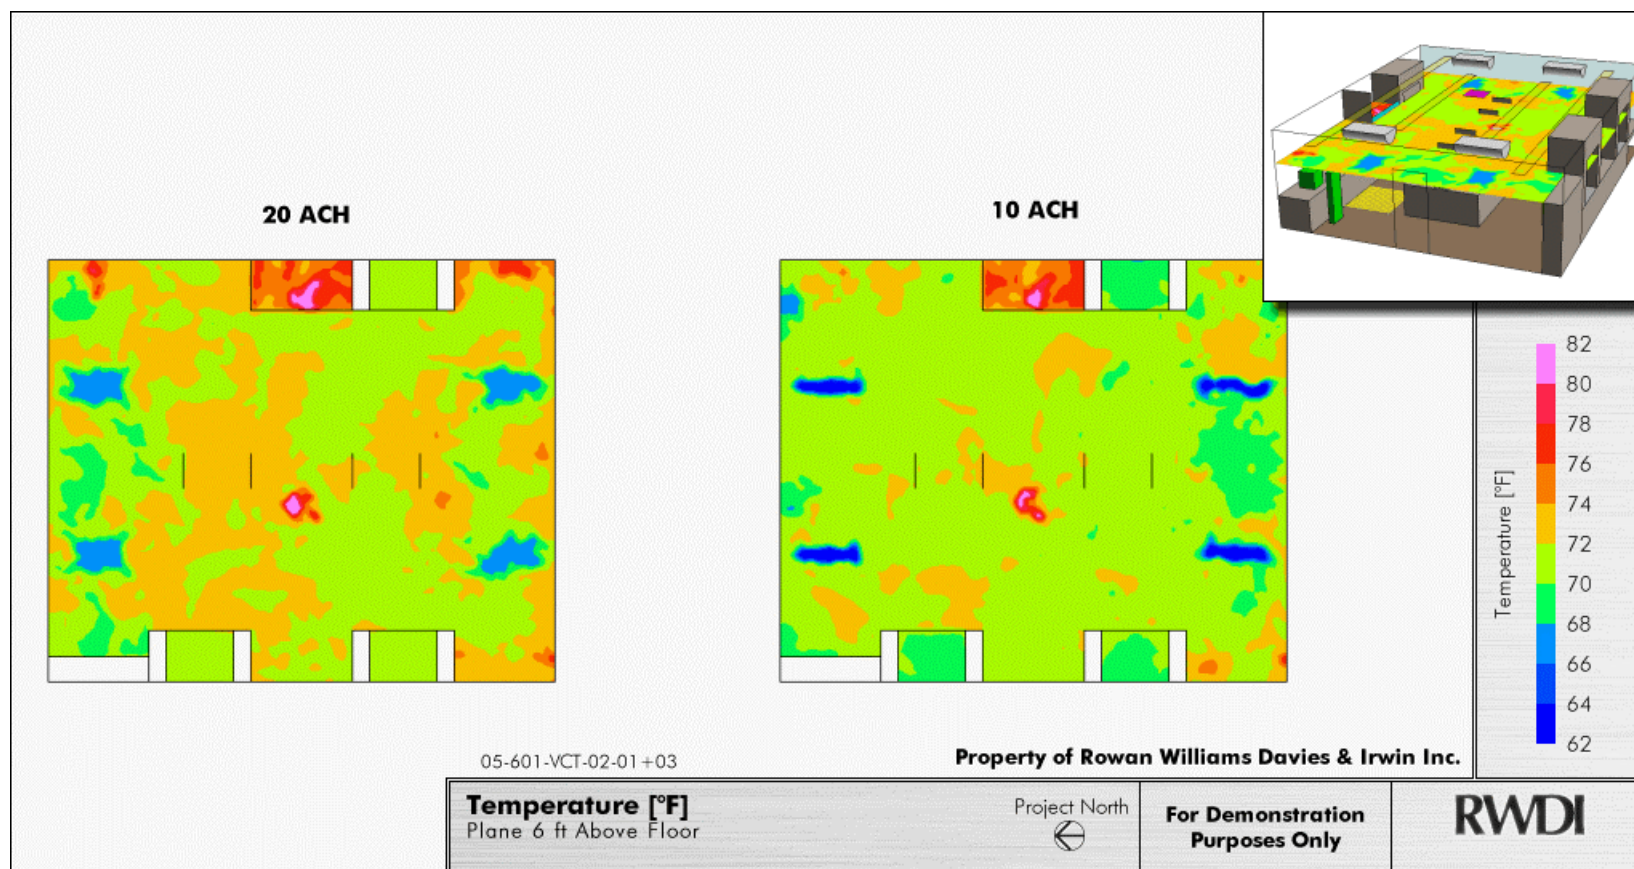 20 ACH
10 ACH
82
80
78
76
74
72
70
68
66
64
62
Temperature [°F]
05-601-VCT-02-01+03
Property of Rowan Williams Davies & Irwin Inc.
Temperature [°F]
Plane 6 ft Above Floor
Project North
For Demonstration
Purposes Only
RWDI